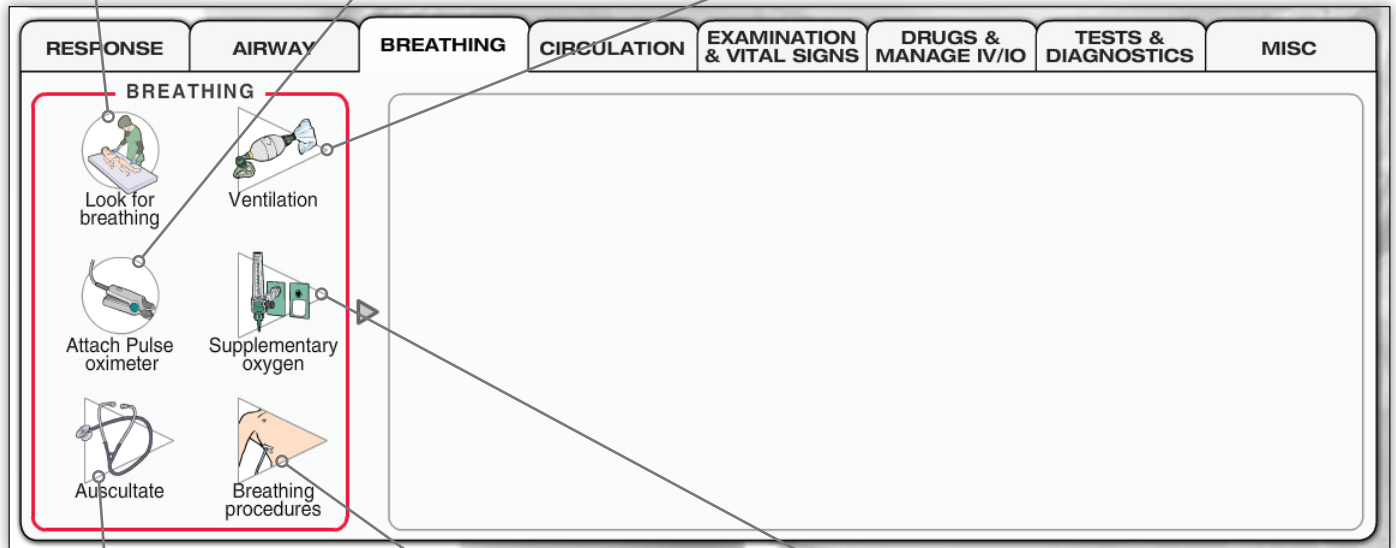 RESPONSE
AIRWAY
BREATHING
CIRCULATION
EXAMINATION
& VITAL SIGNS
DRUGS &
MANAGE IV/IO
TESTS &
DIAGNOSTICS
MISC
BREATHING
Look for
breathing
Ventilation
Attach Pulse
oximeter
Supplementary
oxygen
Auscultate
Breathing
procedures